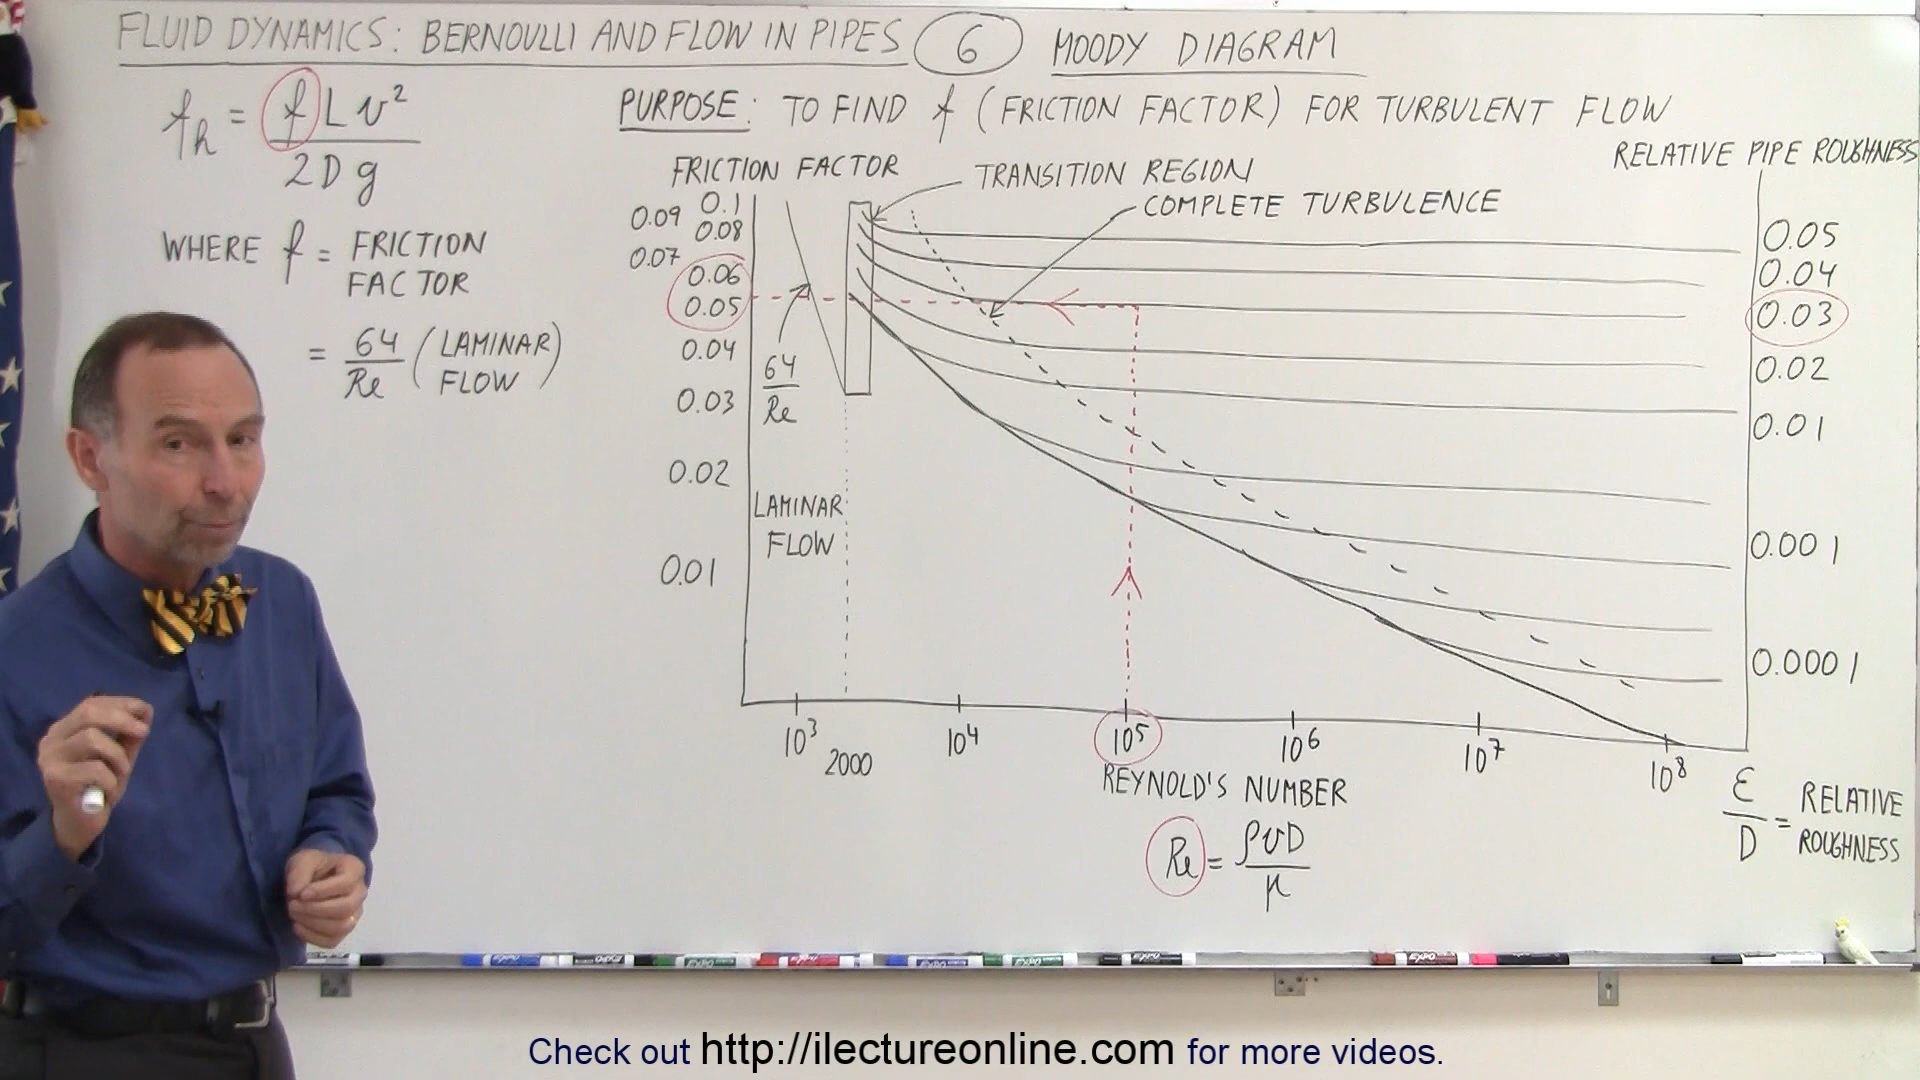 FLUID DYNAMICS: BERNOULLI AND FLOW IN PIPES 6 MOODY DIAGRAM
f_h = f L v² / 2 D g
PURPOSE: TO FIND f (FRICTION FACTOR) FOR TURBULENT FLOW
WHERE f = FRICTION FACTOR
= 64 / Re (LAMINAR FLOW)
FRICTION FACTOR
TRANSITION REGION
COMPLETE TURBULENCE
RELATIVE PIPE ROUGHNESS
0.1
0.09
0.08
0.07
0.06
0.05
0.04
0.03
0.02
0.01
64 / Re
LAMINAR
FLOW
0.05
0.04
0.03
0.02
0.01
0.001
0.0001
10³
2000
10⁴
10⁵
10⁶
10⁷
10⁸
REYNOLD'S NUMBER
Re = ρvD / μ
ε / D = RELATIVE ROUGHNESS
Check out http://ilectureonline.com for more videos.